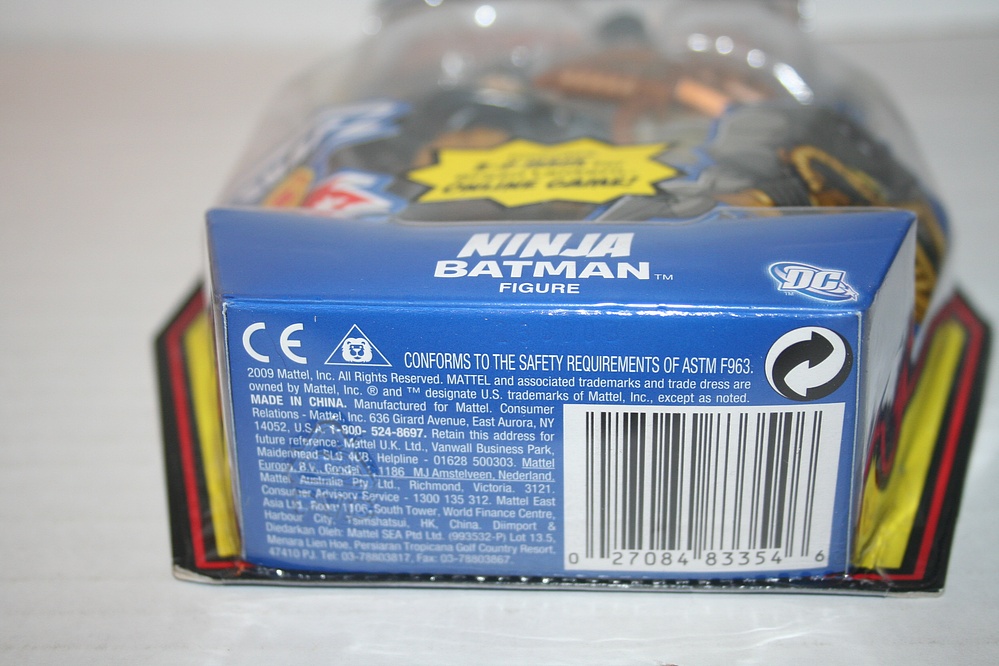 ONLINE GAME!
NINJA
BATMAN™
FIGURE
DC
CE
CONFORMS TO THE SAFETY REQUIREMENTS OF ASTM F963.
2009 Mattel, Inc. All Rights Reserved. MATTEL and associated trademarks and trade dress are
owned by Mattel, Inc. ® and ™ designate U.S. trademarks of Mattel, Inc., except as noted.
MADE IN CHINA. Manufactured for Mattel. Consumer
Relations - Mattel, Inc. 636 Girard Avenue, East Aurora, NY
14052, U.S.A. 1-800- 524-8697. Retain this address for
future reference: Mattel U.K. Ltd., Vanwall Business Park,
Maidenhead SL6 4UB. Helpline - 01628 500303. Mattel
Europa, B.V., 1186 MJ Amstelveen, Nederland.
Mattel Australia Pty Ltd., Richmond, Victoria. 3121.
Consumer Advisory Service - 1300 135 312. Mattel East
Asia Ltd., Room 1106, South Tower, World Finance Centre,
Harbour City, Tsimshatsui, HK, China. Diimport &
Diedarkan Oleh: Mattel SEA Ptd Ltd. (993532-P) Lot 13.5,
Menara Lien Hoe, Persiaran Tropicana Golf Country Resort,
47410 PJ. Tel: 03-78803817, Fax: 03-78803867.
0 27084 83354 6